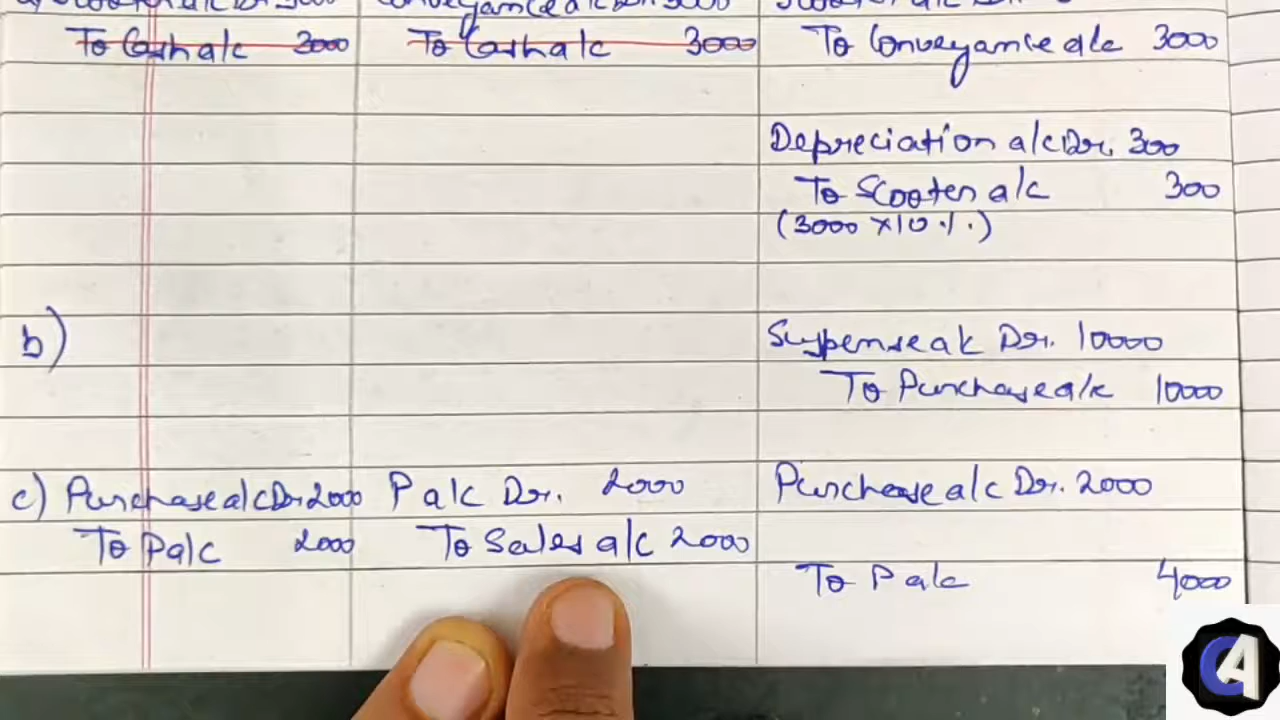 To Cash a/c 3000 To Cash a/c 3000 To Conveyance a/c 3000
Depreciation a/c Dr. 300
To Scooter a/c 300
(3000 x 10 %.)
b) Suspense a/c Dr. 10000
To Purchase a/c 10000
c) Purchase a/c Dr 2000 P a/c Dr. 2000 Purchase a/c Dr. 2000
To P a/c 2000 To Sales a/c 2000
To P a/c 4000
CA